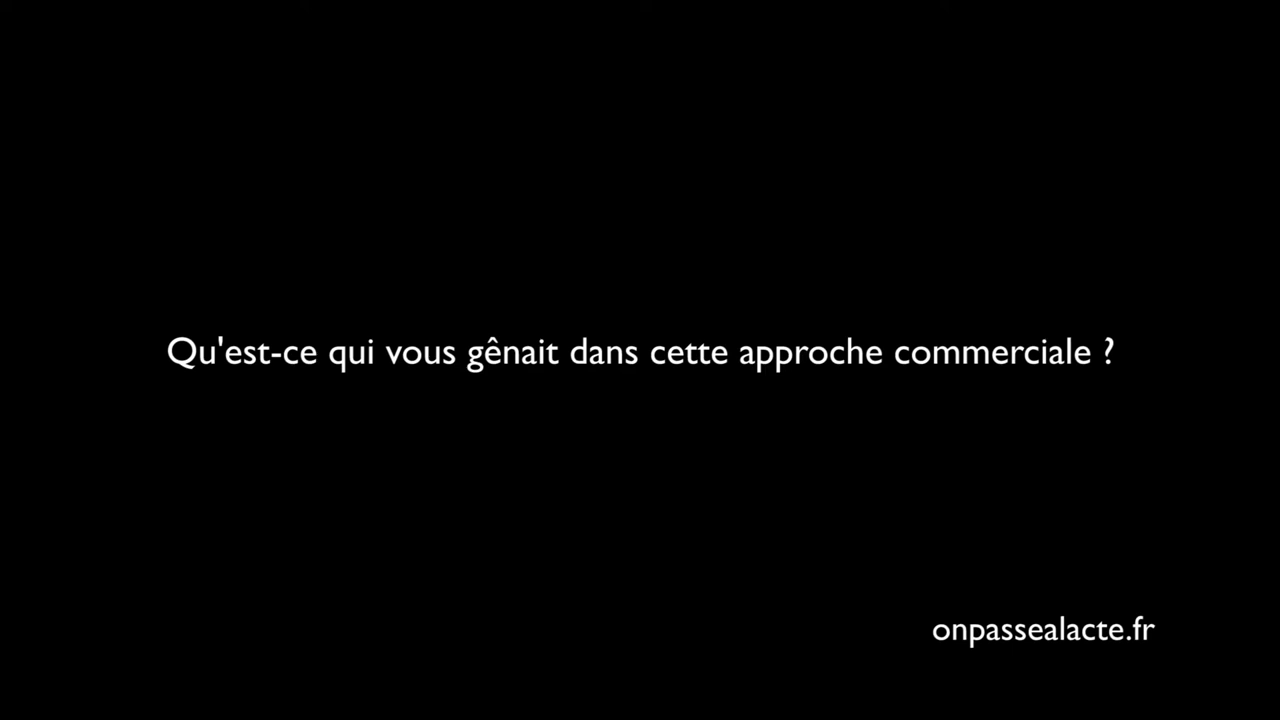 Qu'est-ce qui vous gênait dans cette approche commerciale ?
onpassealacte.fr